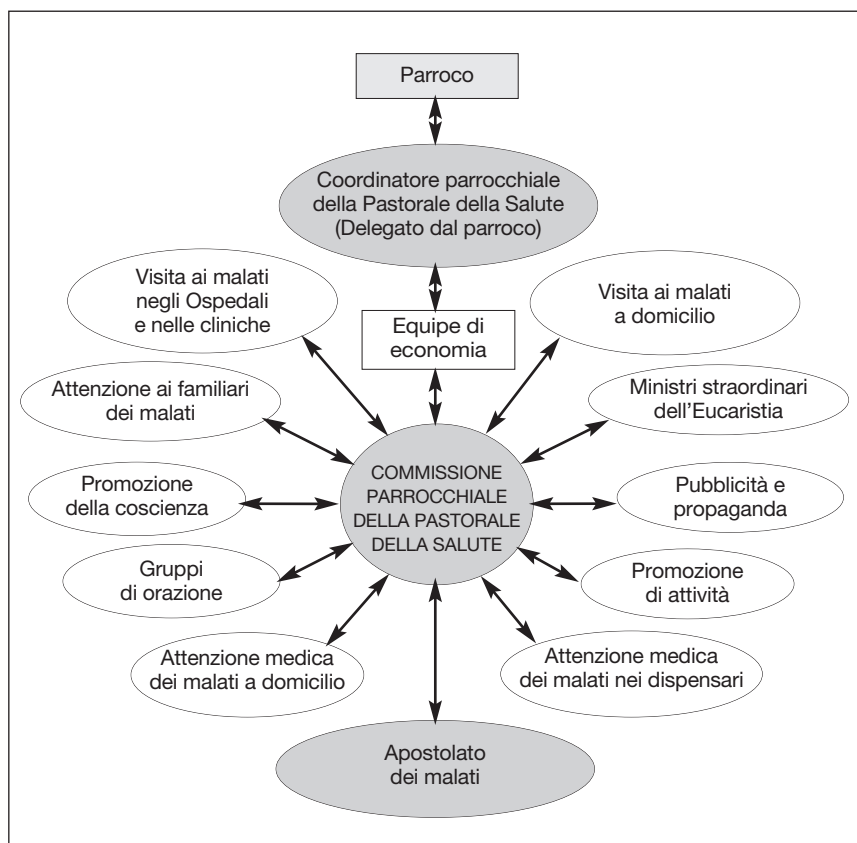 Parroco
Coordinatore parrocchiale
della Pastorale della Salute
(Delegato dal parroco)
Visita ai malati
negli Ospedali
e nelle cliniche
Equipe di
economia
Visita ai malati
a domicilio
Attenzione ai familiari
dei malati
Ministri straordinari
dell’Eucaristia
Promozione
della coscienza
COMMISSIONE
PARROCCHIALE
DELLA PASTORALE
DELLA SALUTE
Pubblicità e
propaganda
Gruppi
di orazione
Promozione
di attività
Attenzione medica
dei malati a domicilio
Attenzione medica
dei malati nei dispensari
Apostolato
dei malati